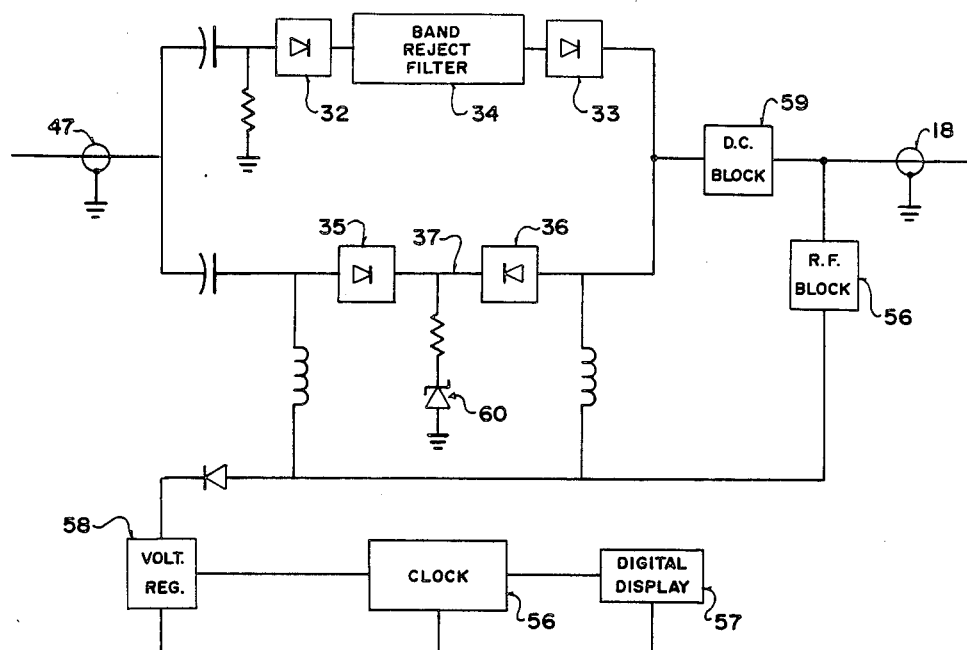 BAND
REJECT
FILTER
32
34
33
47
59
D.C.
BLOCK
18
35
37
36
R.F.
BLOCK
56
60
58
VOLT.
REG.
CLOCK
56
DIGITAL
DISPLAY
57